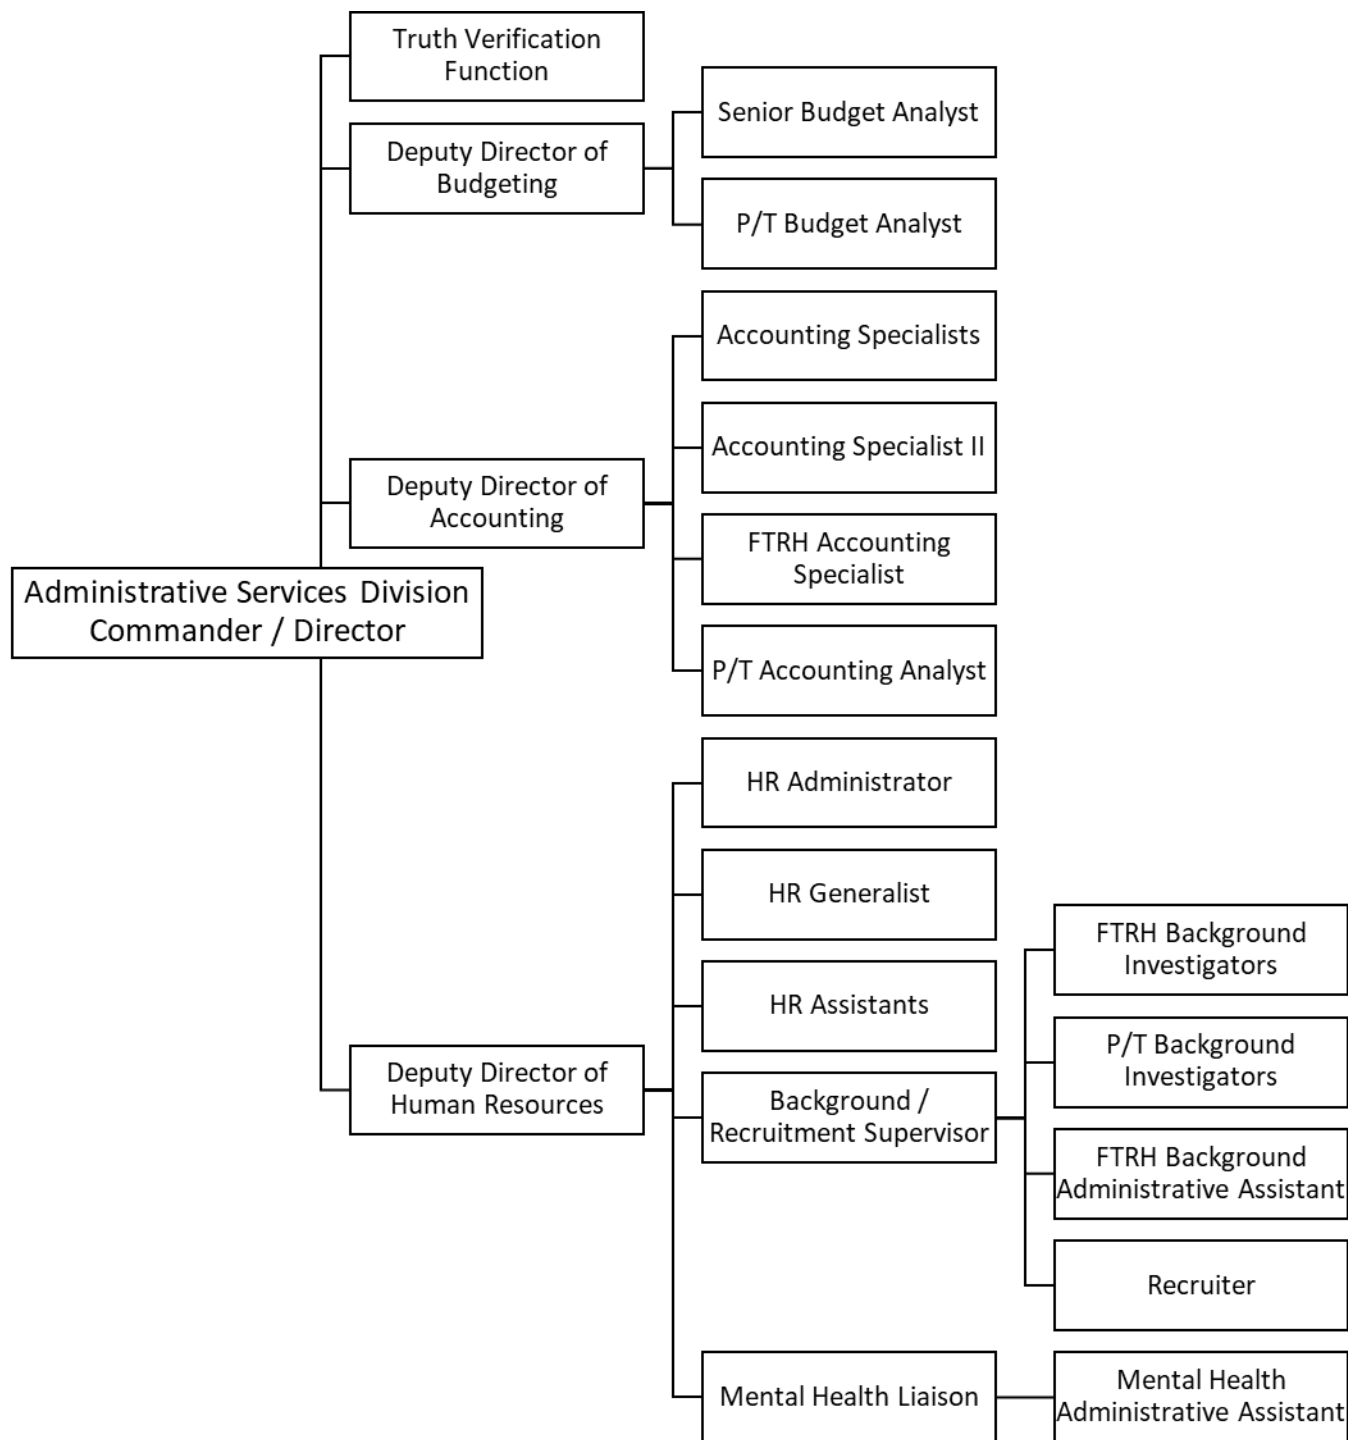 Truth Verification
Function
Senior Budget Analyst
Deputy Director of
Budgeting
P/T Budget Analyst
Accounting Specialists
Accounting Specialist II
Deputy Director of
Accounting
FTRH Accounting
Specialist
Administrative Services Division
Commander / Director
P/T Accounting Analyst
HR Administrator
HR Generalist
FTRH Background
Investigators
HR Assistants
P/T Background
Investigators
Deputy Director of
Human Resources
Background /
Recruitment Supervisor
FTRH Background
Administrative Assistant
Recruiter
Mental Health Liaison
Mental Health
Administrative Assistant